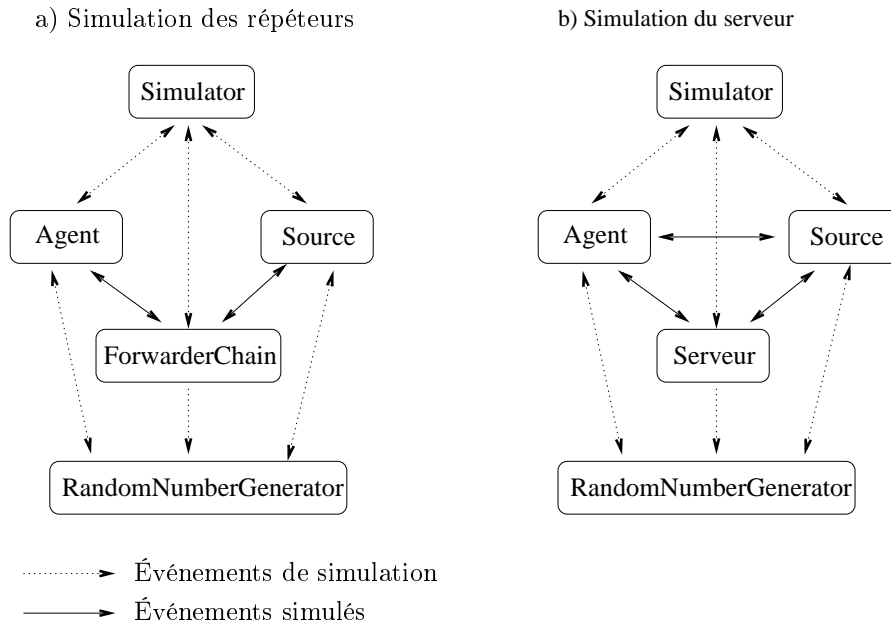 a) Simulation des répéteurs
b) Simulation du serveur
Simulator
Simulator
Agent
Source
Agent
Source
ForwarderChain
Serveur
RandomNumberGenerator
RandomNumberGenerator
Événements de simulation
Événements simulés